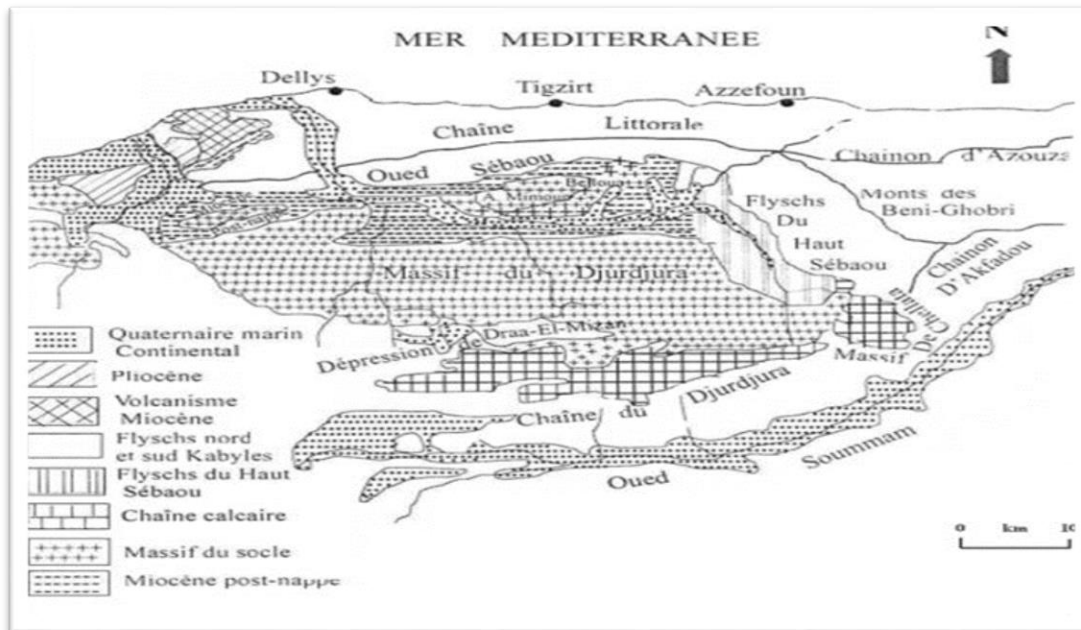 MER MEDITERRANEE
N
Dellys
Tigzirt
Azzefoun
Chaîne Littorale
Chainon d'Azouza
Oued Sébaou
Monts des
Beni-Ghobri
Flyschs
Du
Haut
Sébaou
Chainon
D'Akfadou
Massif du Djurdjura
Dépression de Draa-El-Mizan
Massif De Chellata
Chaîne du Djurdjura
Oued Soummam
Quaternaire marin
Continental
Pliocène
Volcanisme
Miocène
Flyschs nord
et sud Kabyles
Flyschs du Haut
Sébaou
Chaîne calcaire
Massif du socle
Miocène post-nappe
0 km 10